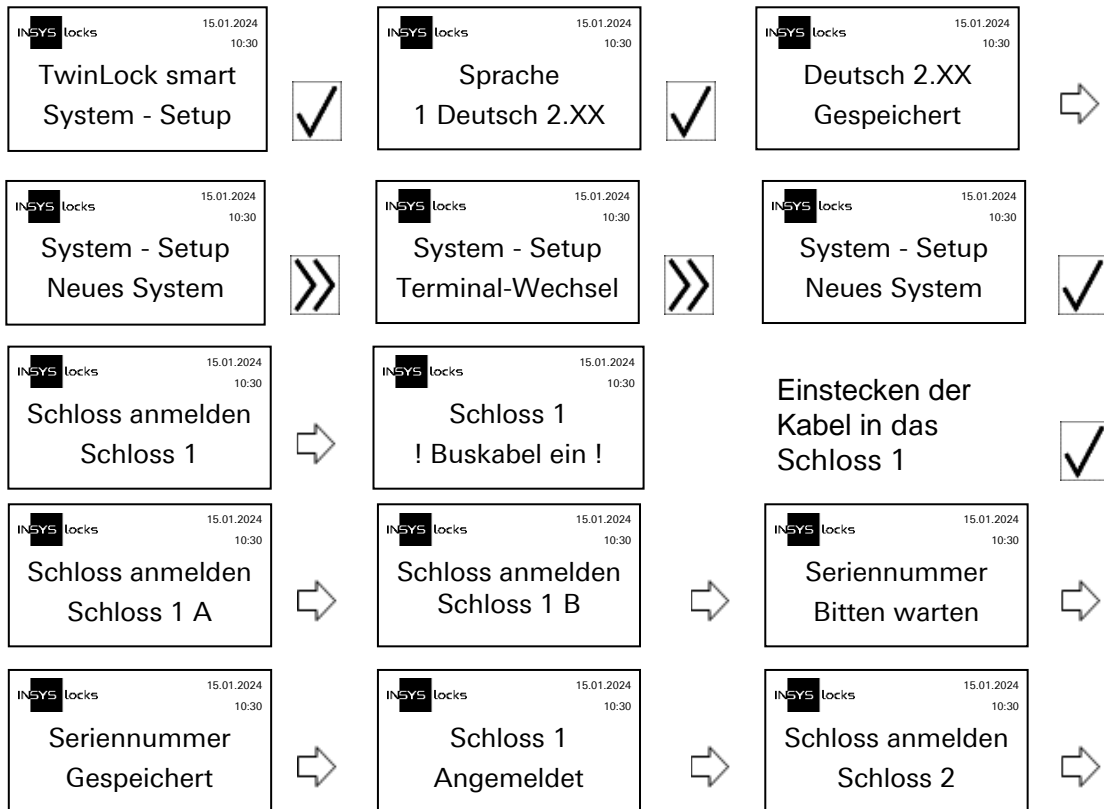 INSYS locks 15.01.2024
10:30
TwinLock smart
System - Setup
INSYS locks 15.01.2024
10:30
Sprache
1 Deutsch 2.XX
INSYS locks 15.01.2024
10:30
Deutsch 2.XX
Gespeichert
INSYS locks 15.01.2024
10:30
System - Setup
Neues System
INSYS locks 15.01.2024
10:30
System - Setup
Terminal-Wechsel
INSYS locks 15.01.2024
10:30
System - Setup
Neues System
INSYS locks 15.01.2024
10:30
Schloss anmelden
Schloss 1
INSYS locks 15.01.2024
10:30
Schloss 1
! Buskabel ein !
Einstecken der
Kabel in das
Schloss 1
INSYS locks 15.01.2024
10:30
Schloss anmelden
Schloss 1 A
INSYS locks 15.01.2024
10:30
Schloss anmelden
Schloss 1 B
INSYS locks 15.01.2024
10:30
Seriennummer
Bitten warten
INSYS locks 15.01.2024
10:30
Seriennummer
Gespeichert
INSYS locks 15.01.2024
10:30
Schloss 1
Angemeldet
INSYS locks 15.01.2024
10:30
Schloss anmelden
Schloss 2